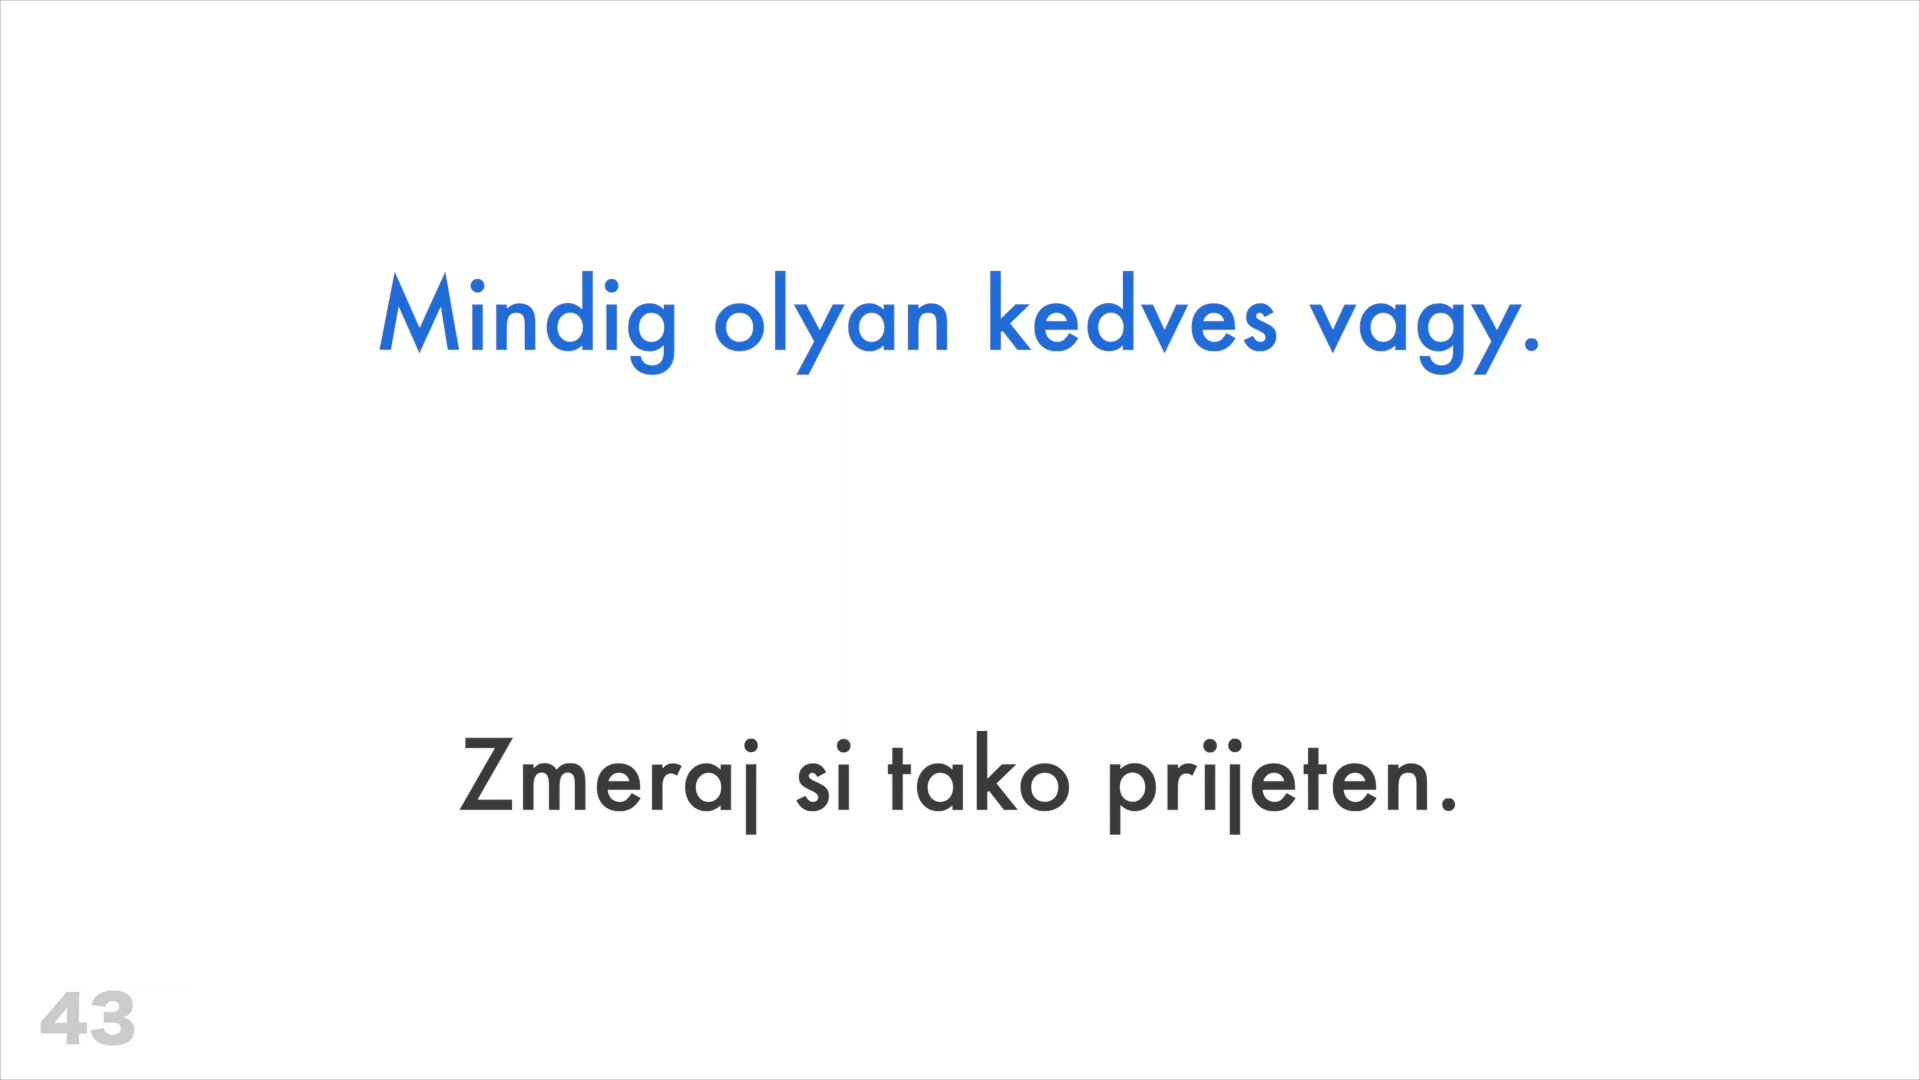 Mindig olyan kedves vagy.
Zmeraj si tako prijeten.
43